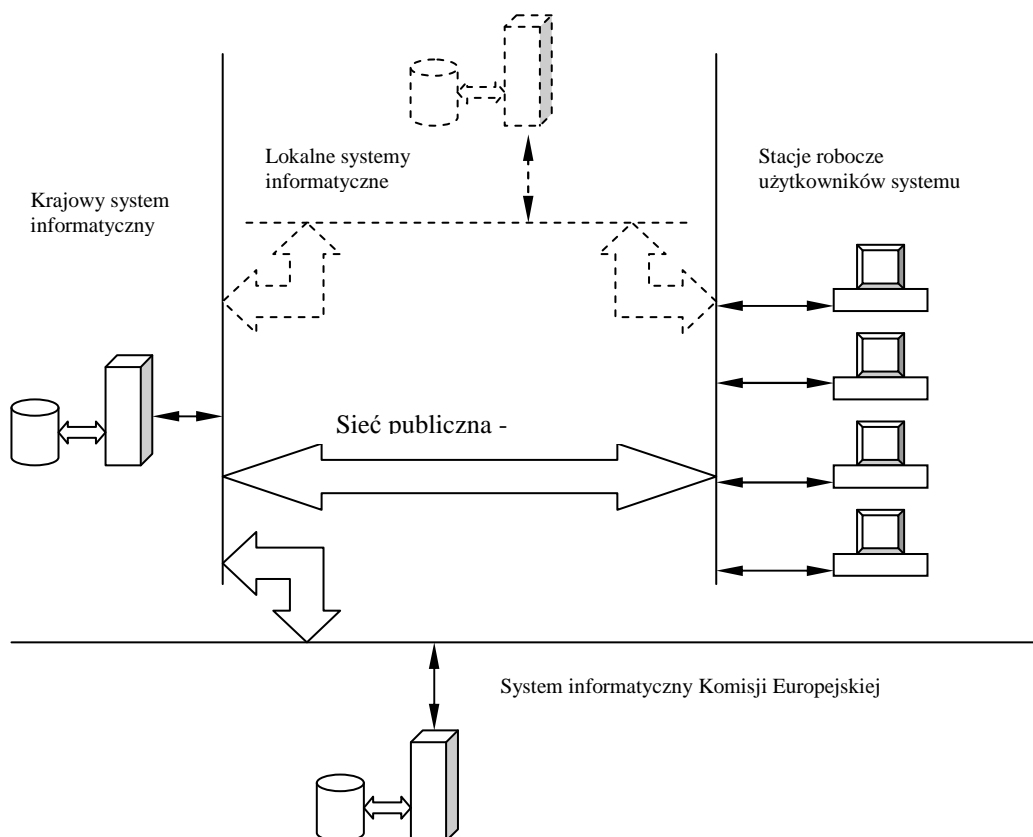 Lokalne systemy
informatyczne
Stacje robocze
użytkowników systemu
Krajowy system
informatyczny
Sieć publiczna -
System informatyczny Komisji Europejskiej